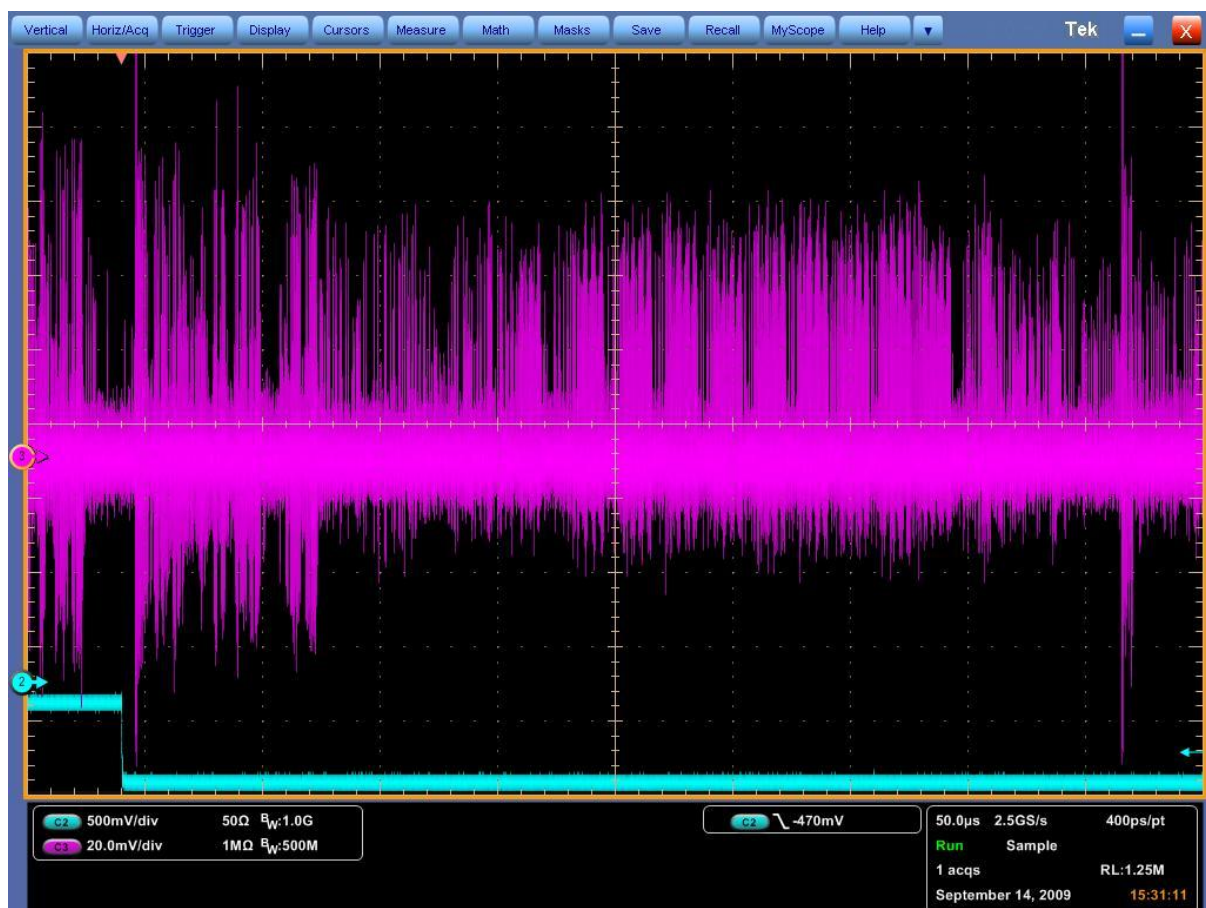 Vertical Horiz/Acq Trigger Display Cursors Measure Math Masks Save Recall MyScope Help Tek X
3
2
C2 500mV/div 50Ω BW:1.0G
C3 20.0mV/div 1MΩ BW:500M
C2 -470mV
50.0µs 2.5GS/s 400ps/pt
Run Sample
1 acqs RL:1.25M
September 14, 2009 15:31:11